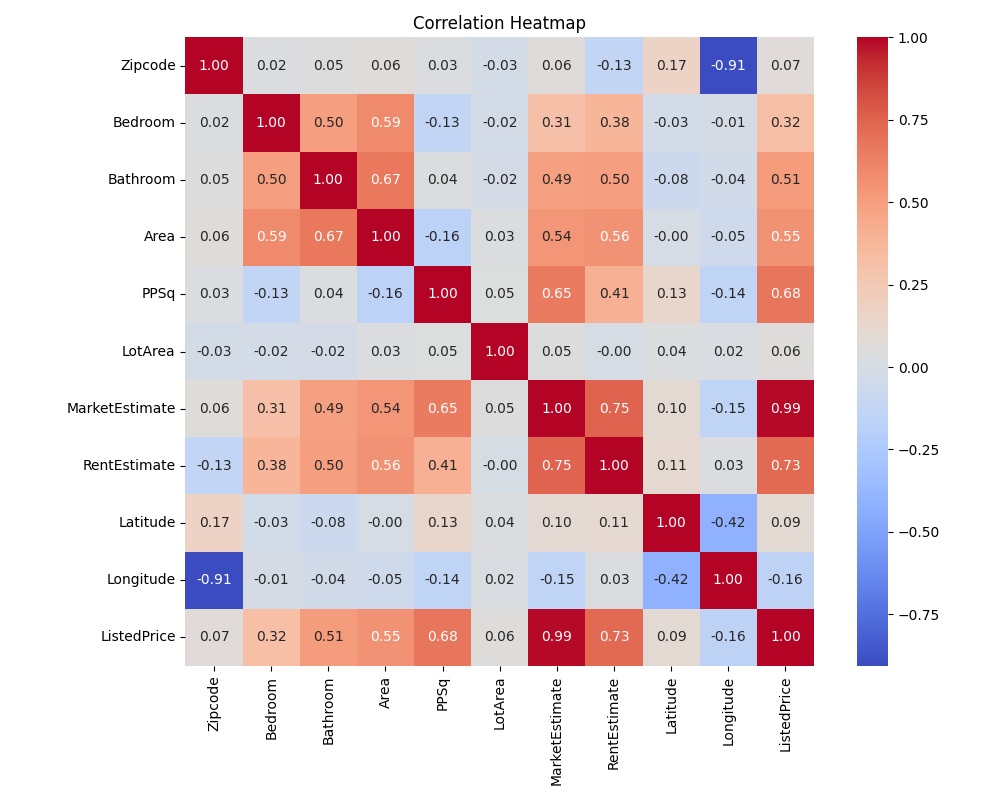 Correlation Heatmap
Zipcode 1.00 0.02 0.05 0.06 0.03 -0.03 0.06 -0.13 0.17 -0.91 0.07
Bedroom 0.02 1.00 0.50 0.59 -0.13 -0.02 0.31 0.38 -0.03 -0.01 0.32
Bathroom 0.05 0.50 1.00 0.67 0.04 -0.02 0.49 0.50 -0.08 -0.04 0.51
Area 0.06 0.59 0.67 1.00 -0.16 0.03 0.54 0.56 -0.00 -0.05 0.55
PPSq 0.03 -0.13 0.04 -0.16 1.00 0.05 0.65 0.41 0.13 -0.14 0.68
LotArea -0.03 -0.02 -0.02 0.03 0.05 1.00 0.05 -0.00 0.04 0.02 0.06
MarketEstimate 0.06 0.31 0.49 0.54 0.65 0.05 1.00 0.75 0.10 -0.15 0.99
RentEstimate -0.13 0.38 0.50 0.56 0.41 -0.00 0.75 1.00 0.11 0.03 0.73
Latitude 0.17 -0.03 -0.08 -0.00 0.13 0.04 0.10 0.11 1.00 -0.42 0.09
Longitude -0.91 -0.01 -0.04 -0.05 -0.14 0.02 -0.15 0.03 -0.42 1.00 -0.16
ListedPrice 0.07 0.32 0.51 0.55 0.68 0.06 0.99 0.73 0.09 -0.16 1.00
Zipcode Bedroom Bathroom Area PPSq LotArea MarketEstimate RentEstimate Latitude Longitude ListedPrice
1.00
0.75
0.50
0.25
0.00
−0.25
−0.50
−0.75